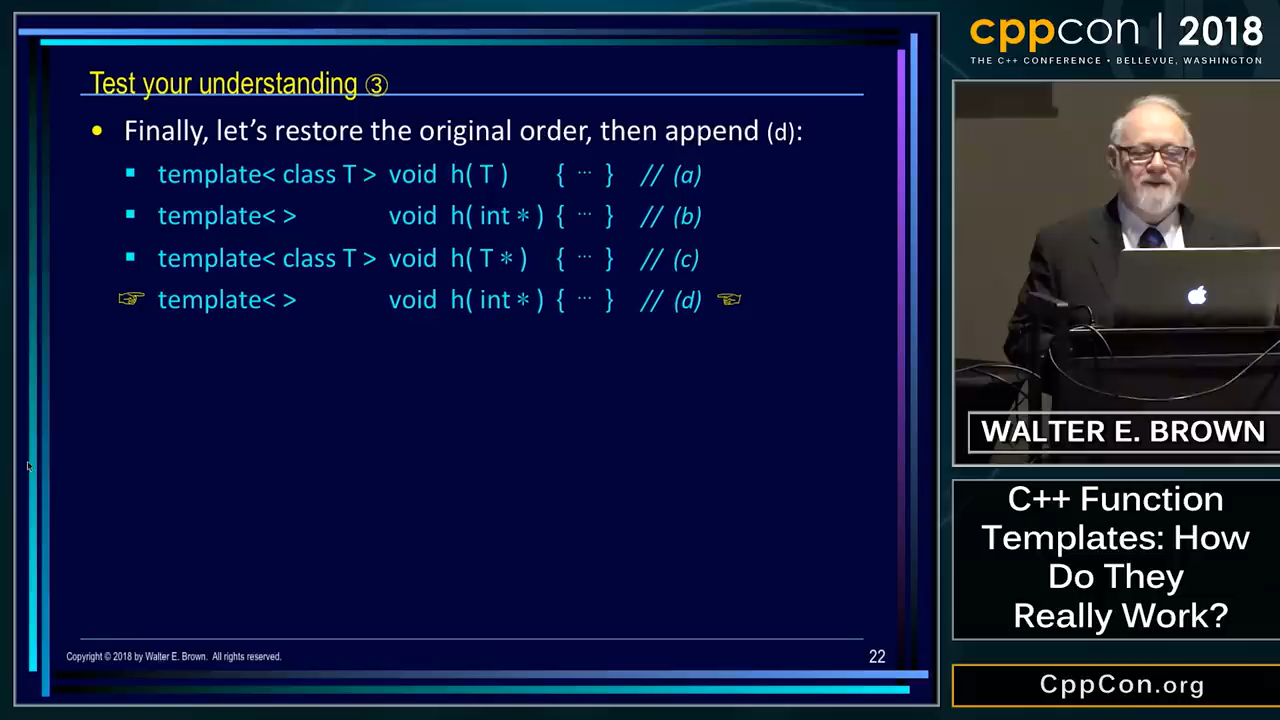 Test your understanding ③
• Finally, let's restore the original order, then append (d):
▪ template< class T > void h( T ) { ⋯ } // (a)
▪ template< > void h( int * ) { ⋯ } // (b)
▪ template< class T > void h( T * ) { ⋯ } // (c)
☞ template< > void h( int * ) { ⋯ } // (d) ☜
Copyright © 2018 by Walter E. Brown. All rights reserved.
22
cppcon | 2018
THE C++ CONFERENCE • BELLEVUE, WASHINGTON
WALTER E. BROWN
C++ Function
Templates: How
Do They
Really Work?
CppCon.org